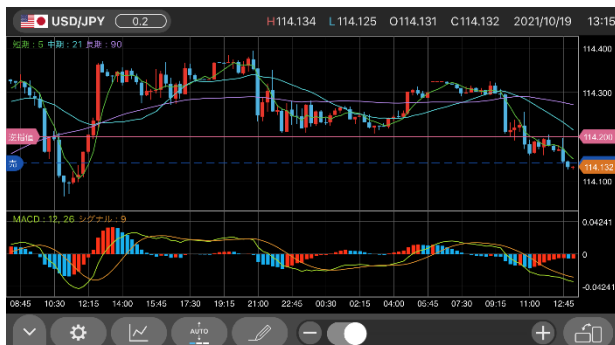 USD/JPY 0.2 H114.134 L114.125 O114.131 C114.132 2021/10/19 13:15
短期 : 5 中期 : 21 長期 : 90
114.400
114.300
逆指値 114.200
売
114.132
114.100
MACD : 12, 26 シグナル : 9
0.04241
0
-0.04241
08:45 10:30 12:15 14:00 15:45 17:30 19:15 21:00 22:45 00:30 02:15 04:00 05:45 07:30 09:15 11:00 12:45
AUTO